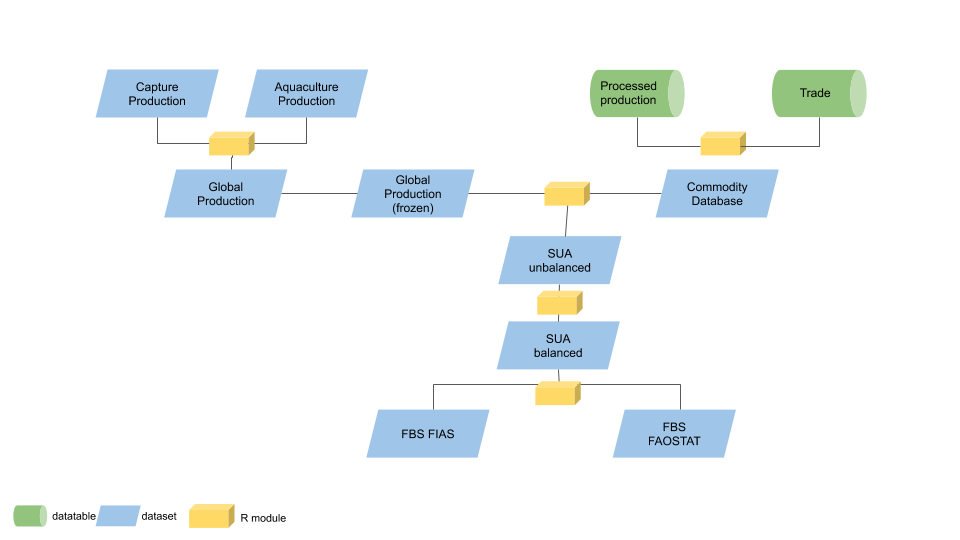 Capture
Production
Aquaculture
Production
Processed
production
Trade
Global
Production
Global
Production
(frozen)
Commodity
Database
SUA
unbalanced
SUA
balanced
FBS FIAS
FBS
FAOSTAT
datatable
dataset
R module